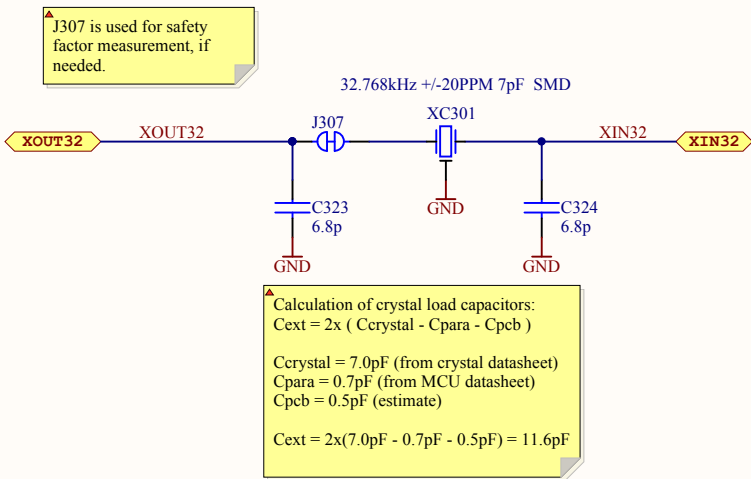 J307 is used for safety
factor measurement, if
needed.
32.768kHz +/-20PPM 7pF  SMD
J307
XC301
XOUT32
XOUT32
XIN32
XIN32
C323
6.8p
GND
C324
6.8p
GND
GND
Calculation of crystal load capacitors:
Cext = 2x ( Ccrystal - Cpara - Cpcb )
Ccrystal = 7.0pF (from crystal datasheet)
Cpara = 0.7pF (from MCU datasheet)
Cpcb = 0.5pF (estimate)
Cext = 2x(7.0pF - 0.7pF - 0.5pF) = 11.6pF